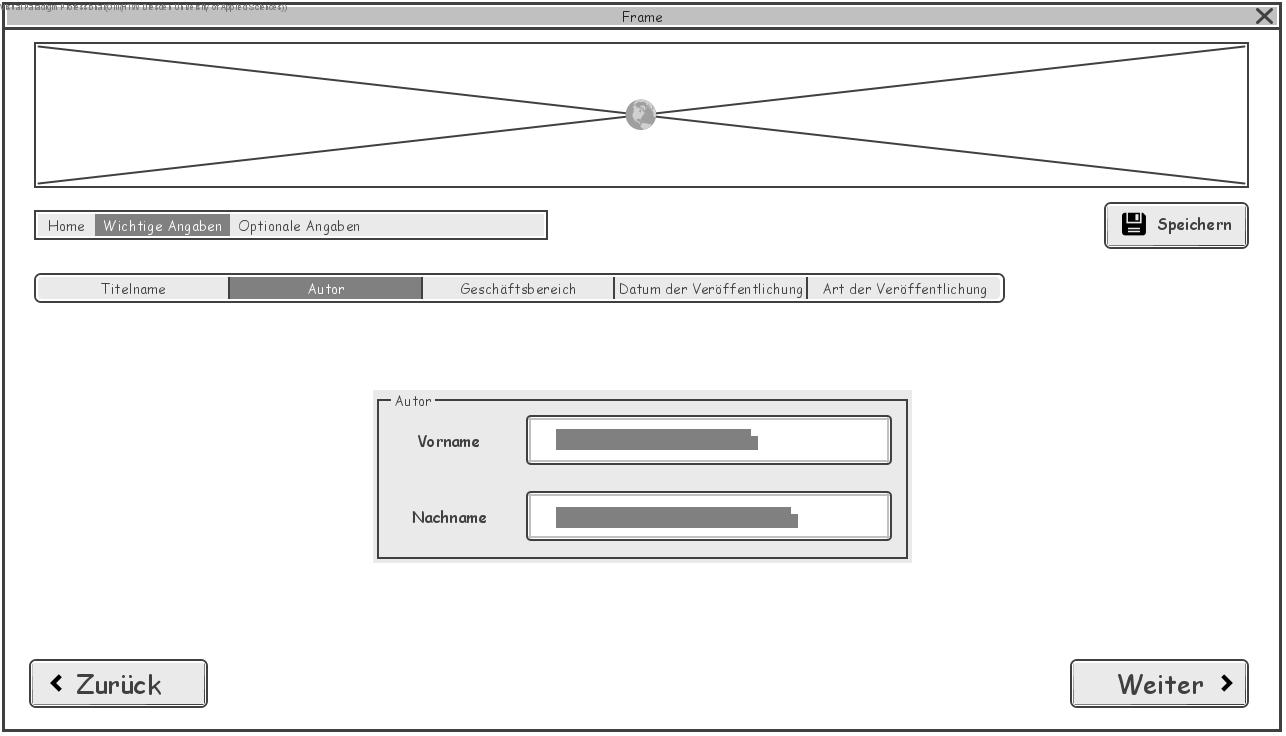 Visual Paradigm Professional(Olli(HTW Dresden University of Applied Sciences))
Frame
Home Wichtige Angaben Optionale Angaben
Speichern
Titelname Autor Geschäftsbereich Datum der Veröffentlichung Art der Veröffentlichung
Autor
Vorname
Nachname
Zurück
Weiter